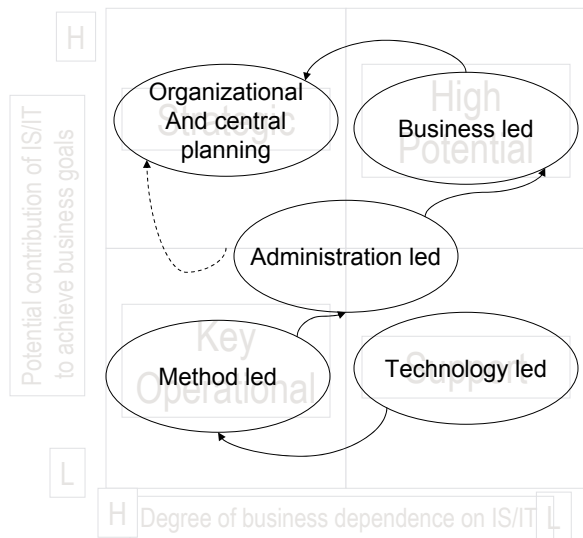 H
Potential contribution of IS/IT
to achieve business goals
Organizational
And central
planning
Strategic
High
Potential
Business led
Administration led
Key
Operational
Method led
Support
Technology led
L
H
Degree of business dependence on IS/IT
L